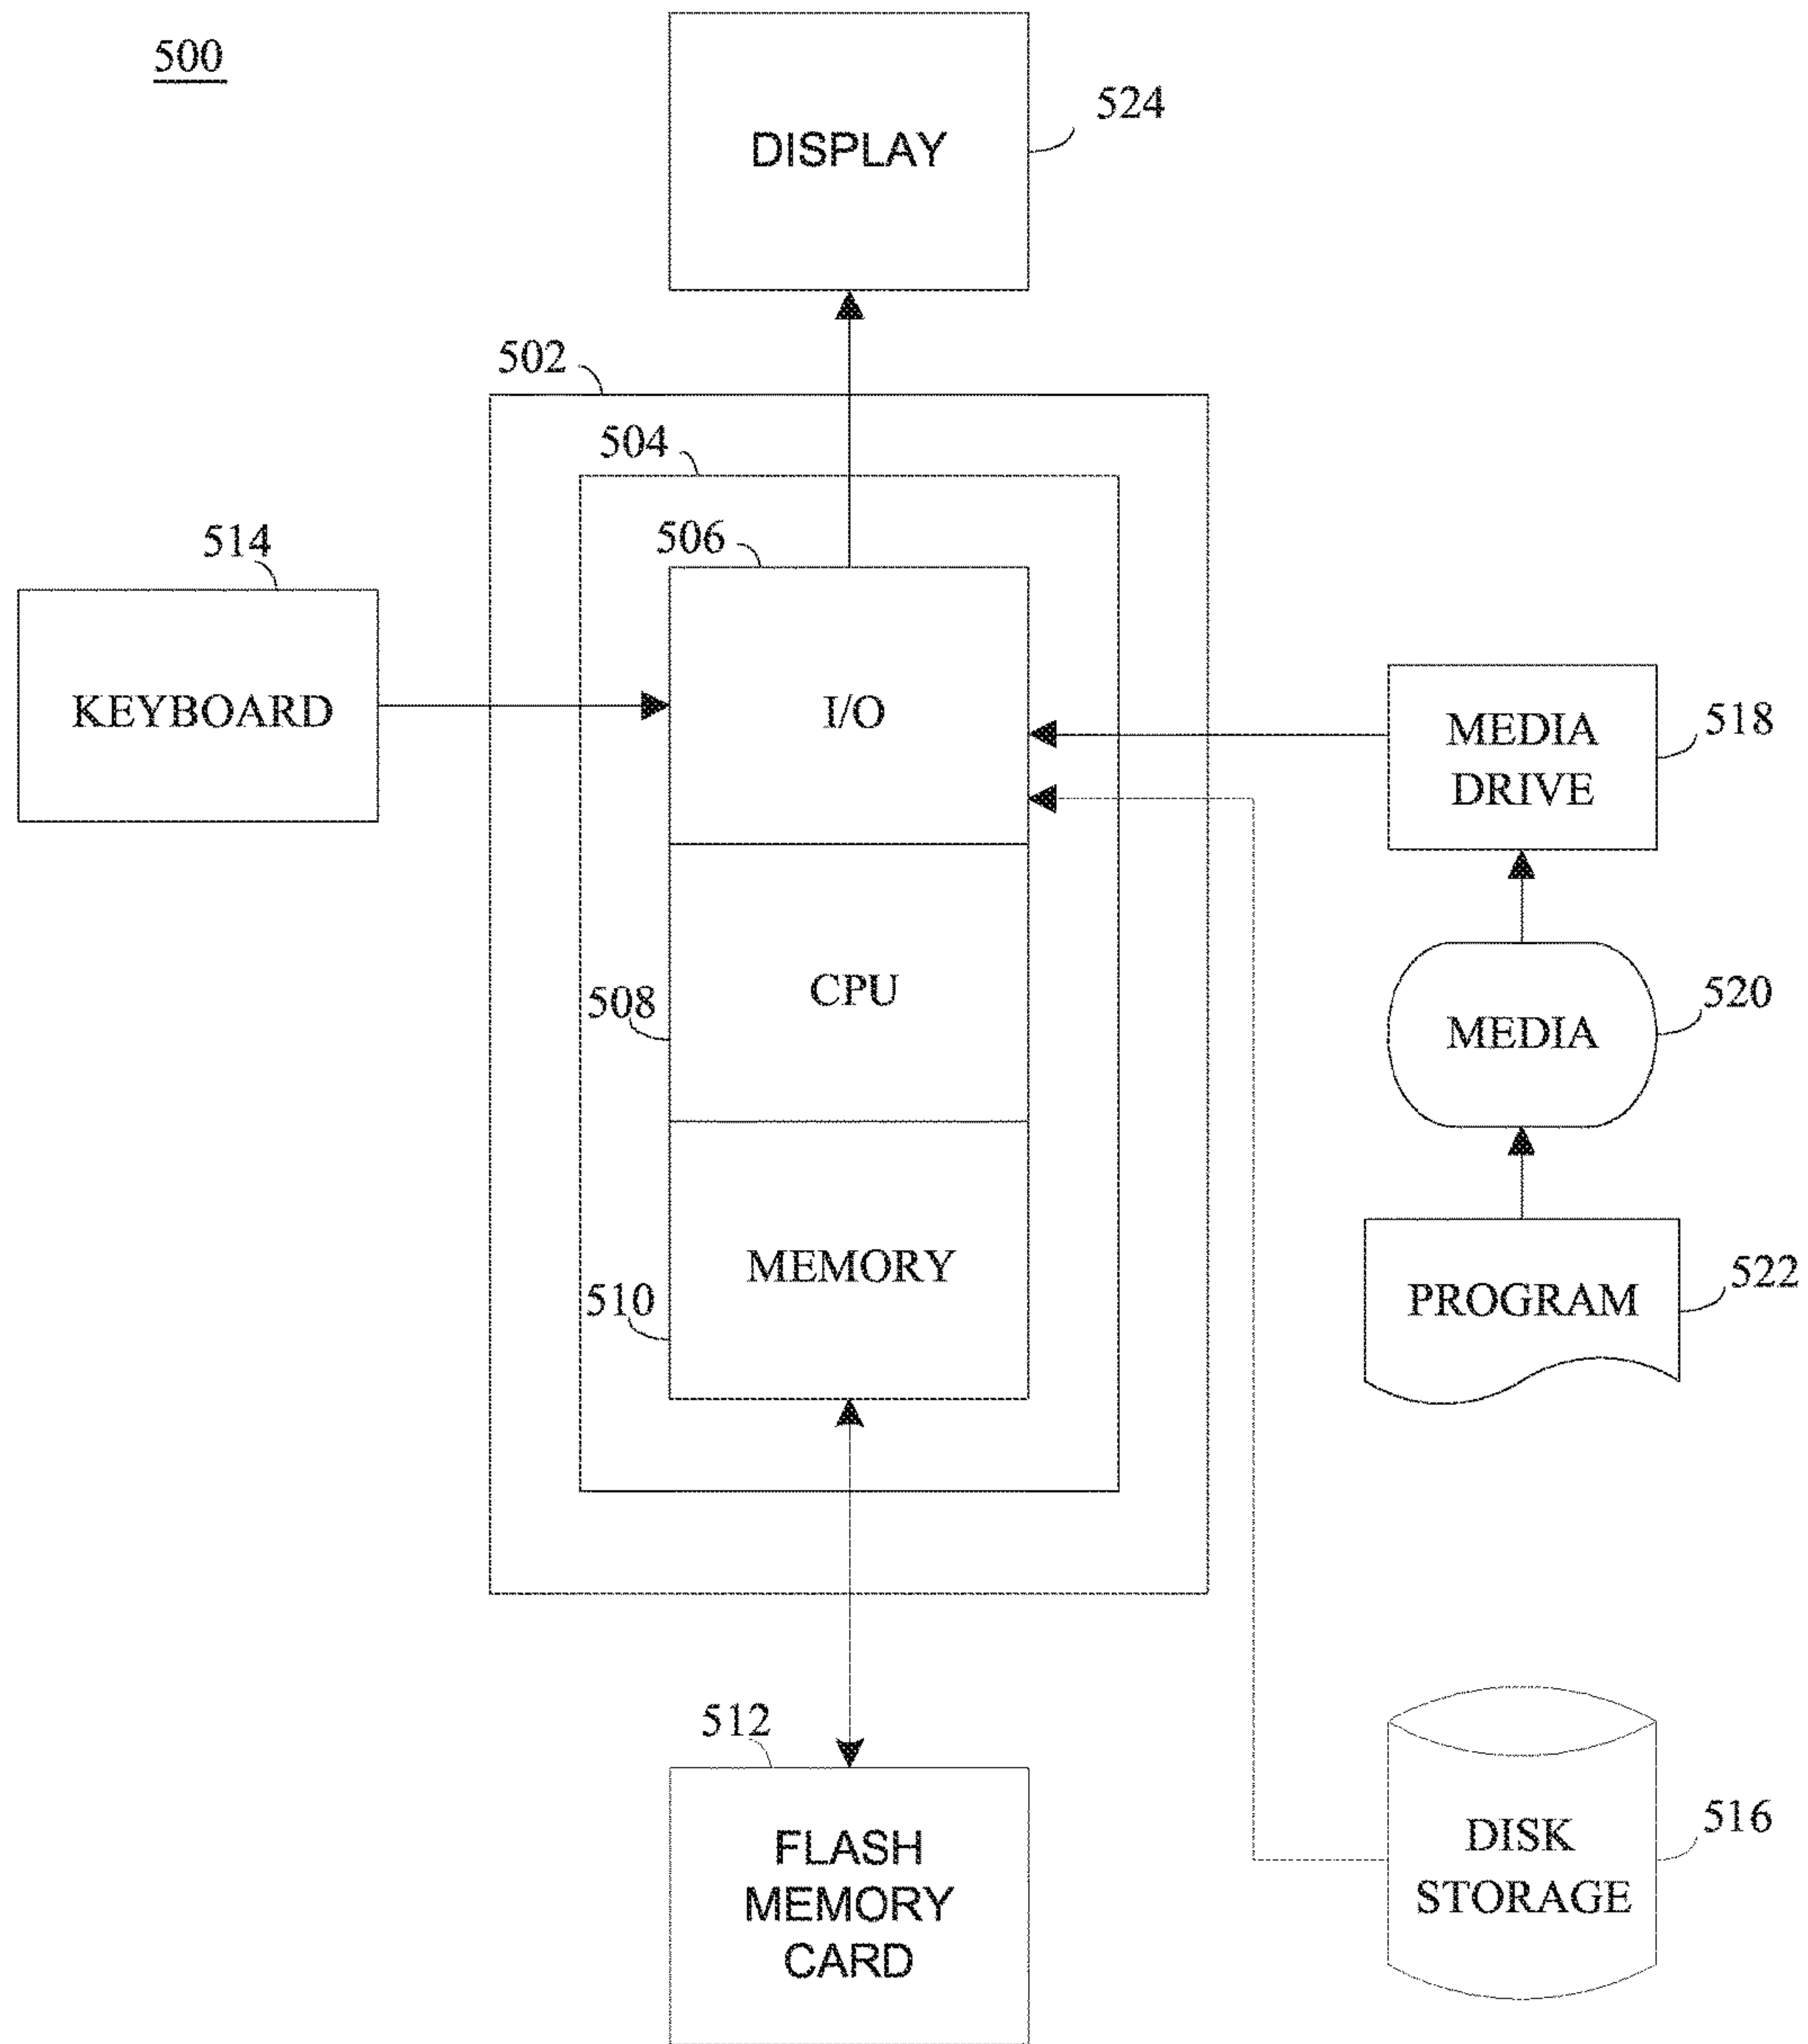 500
DISPLAY
524
502
504
506
514
KEYBOARD
I/O
MEDIA
DRIVE
518
508
CPU
MEDIA
520
510
MEMORY
PROGRAM
522
512
FLASH
MEMORY
CARD
DISK
STORAGE
516